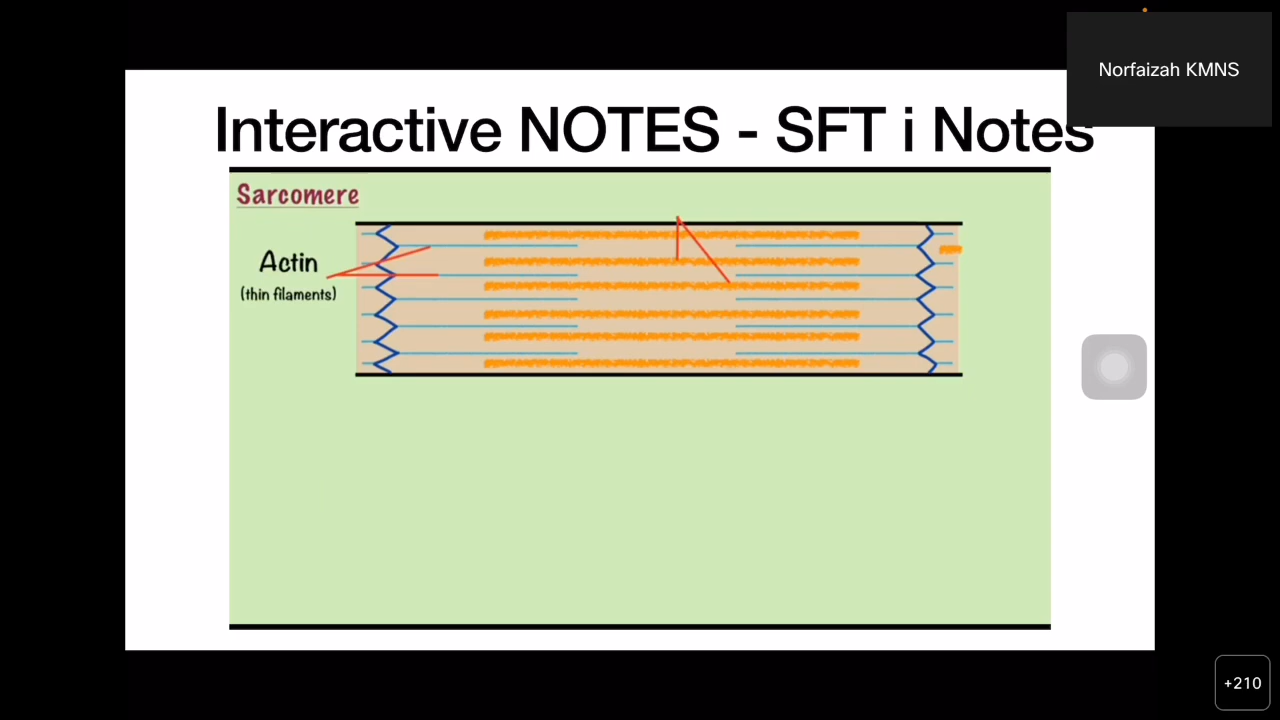 Norfaizah KMNS
Interactive NOTES - SFT i Notes
Sarcomere
Actin
(thin filaments)
+210